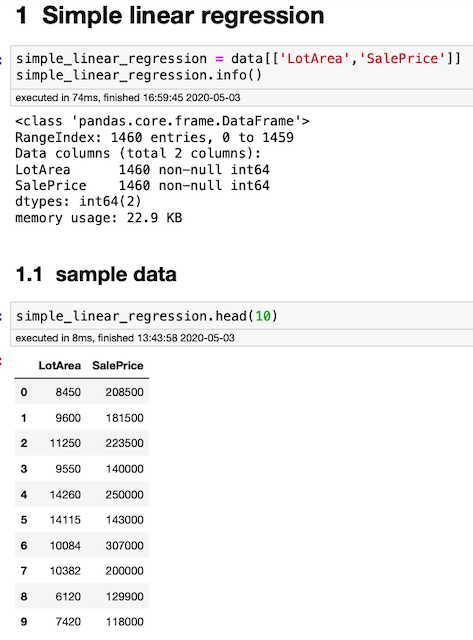 1 Simple linear regression
simple_linear_regression = data[['LotArea','SalePrice']]
simple_linear_regression.info()
executed in 74ms, finished 16:59:45 2020-05-03
<class 'pandas.core.frame.DataFrame'>
RangeIndex: 1460 entries, 0 to 1459
Data columns (total 2 columns):
LotArea      1460 non-null int64
SalePrice    1460 non-null int64
dtypes: int64(2)
memory usage: 22.9 KB
1.1 sample data
simple_linear_regression.head(10)
executed in 8ms, finished 13:43:58 2020-05-03
LotArea SalePrice
0 8450 208500
1 9600 181500
2 11250 223500
3 9550 140000
4 14260 250000
5 14115 143000
6 10084 307000
7 10382 200000
8 6120 129900
9 7420 118000